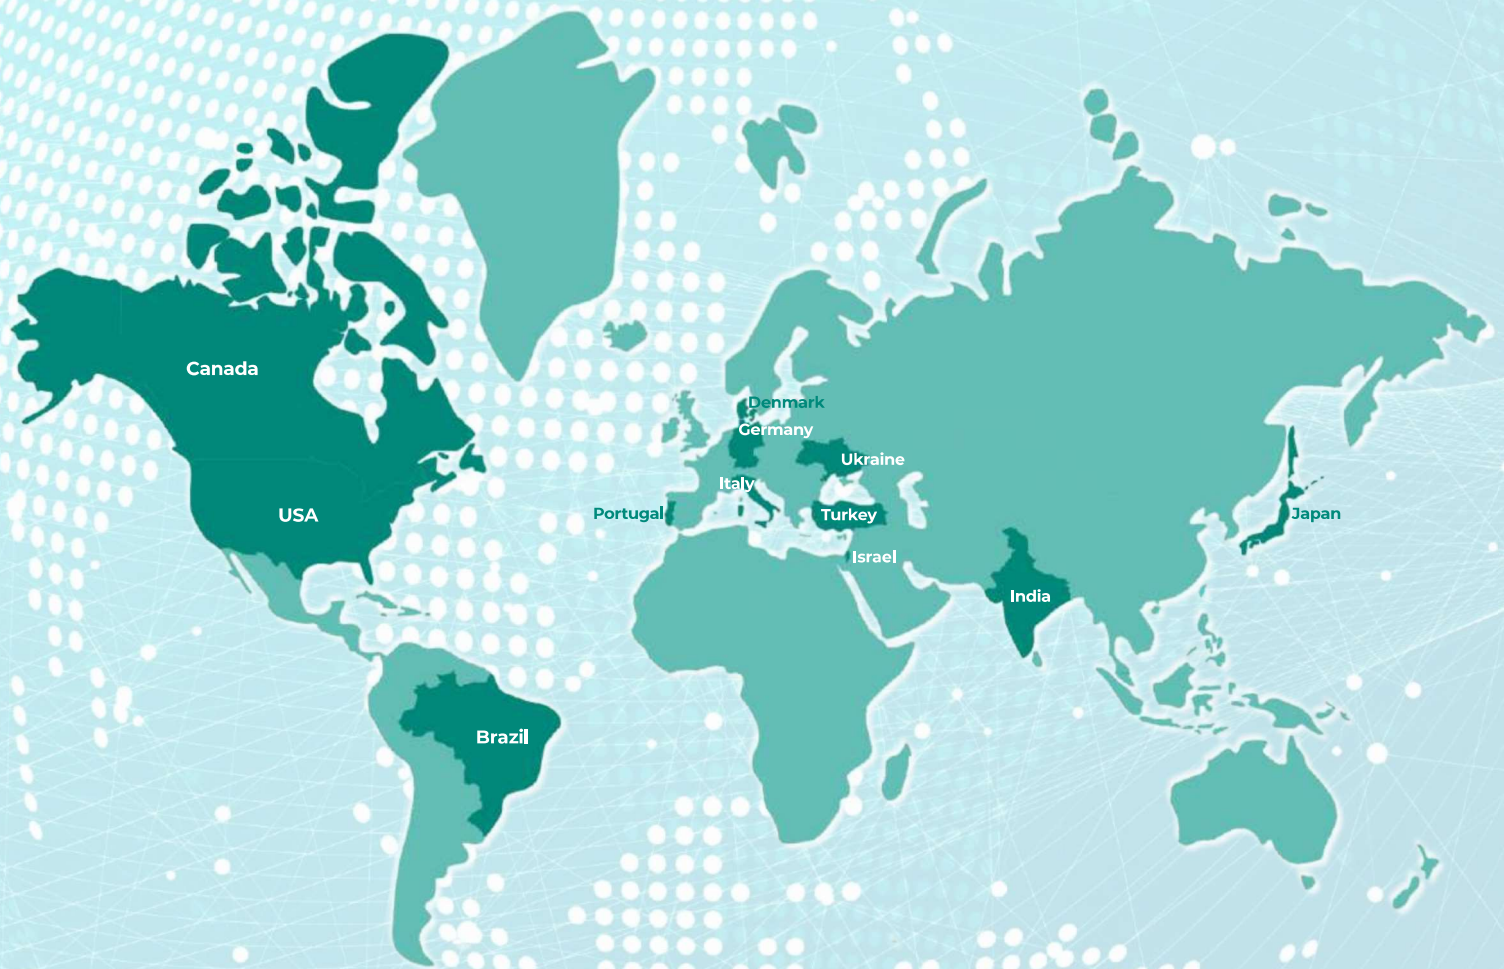 Canada
Denmark
Germany
Ukraine
Italy
USA
Portugal
Turkey
Japan
Israel
India
Brazil